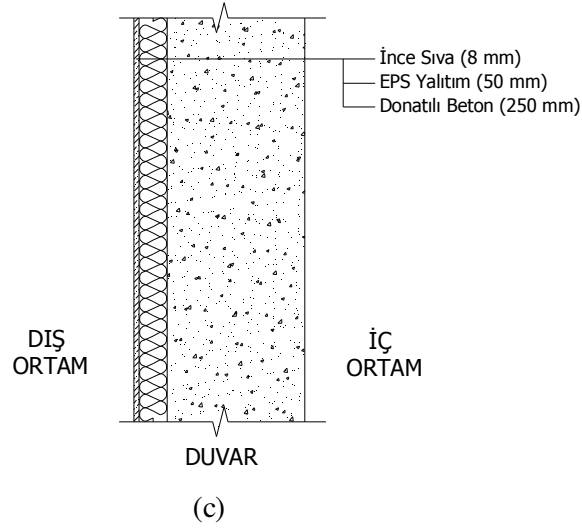 İnce Sıva (8 mm)
EPS Yalıtım (50 mm)
Donatılı Beton (250 mm)
DIŞ
ORTAM
İÇ
ORTAM
DUVAR
(c)